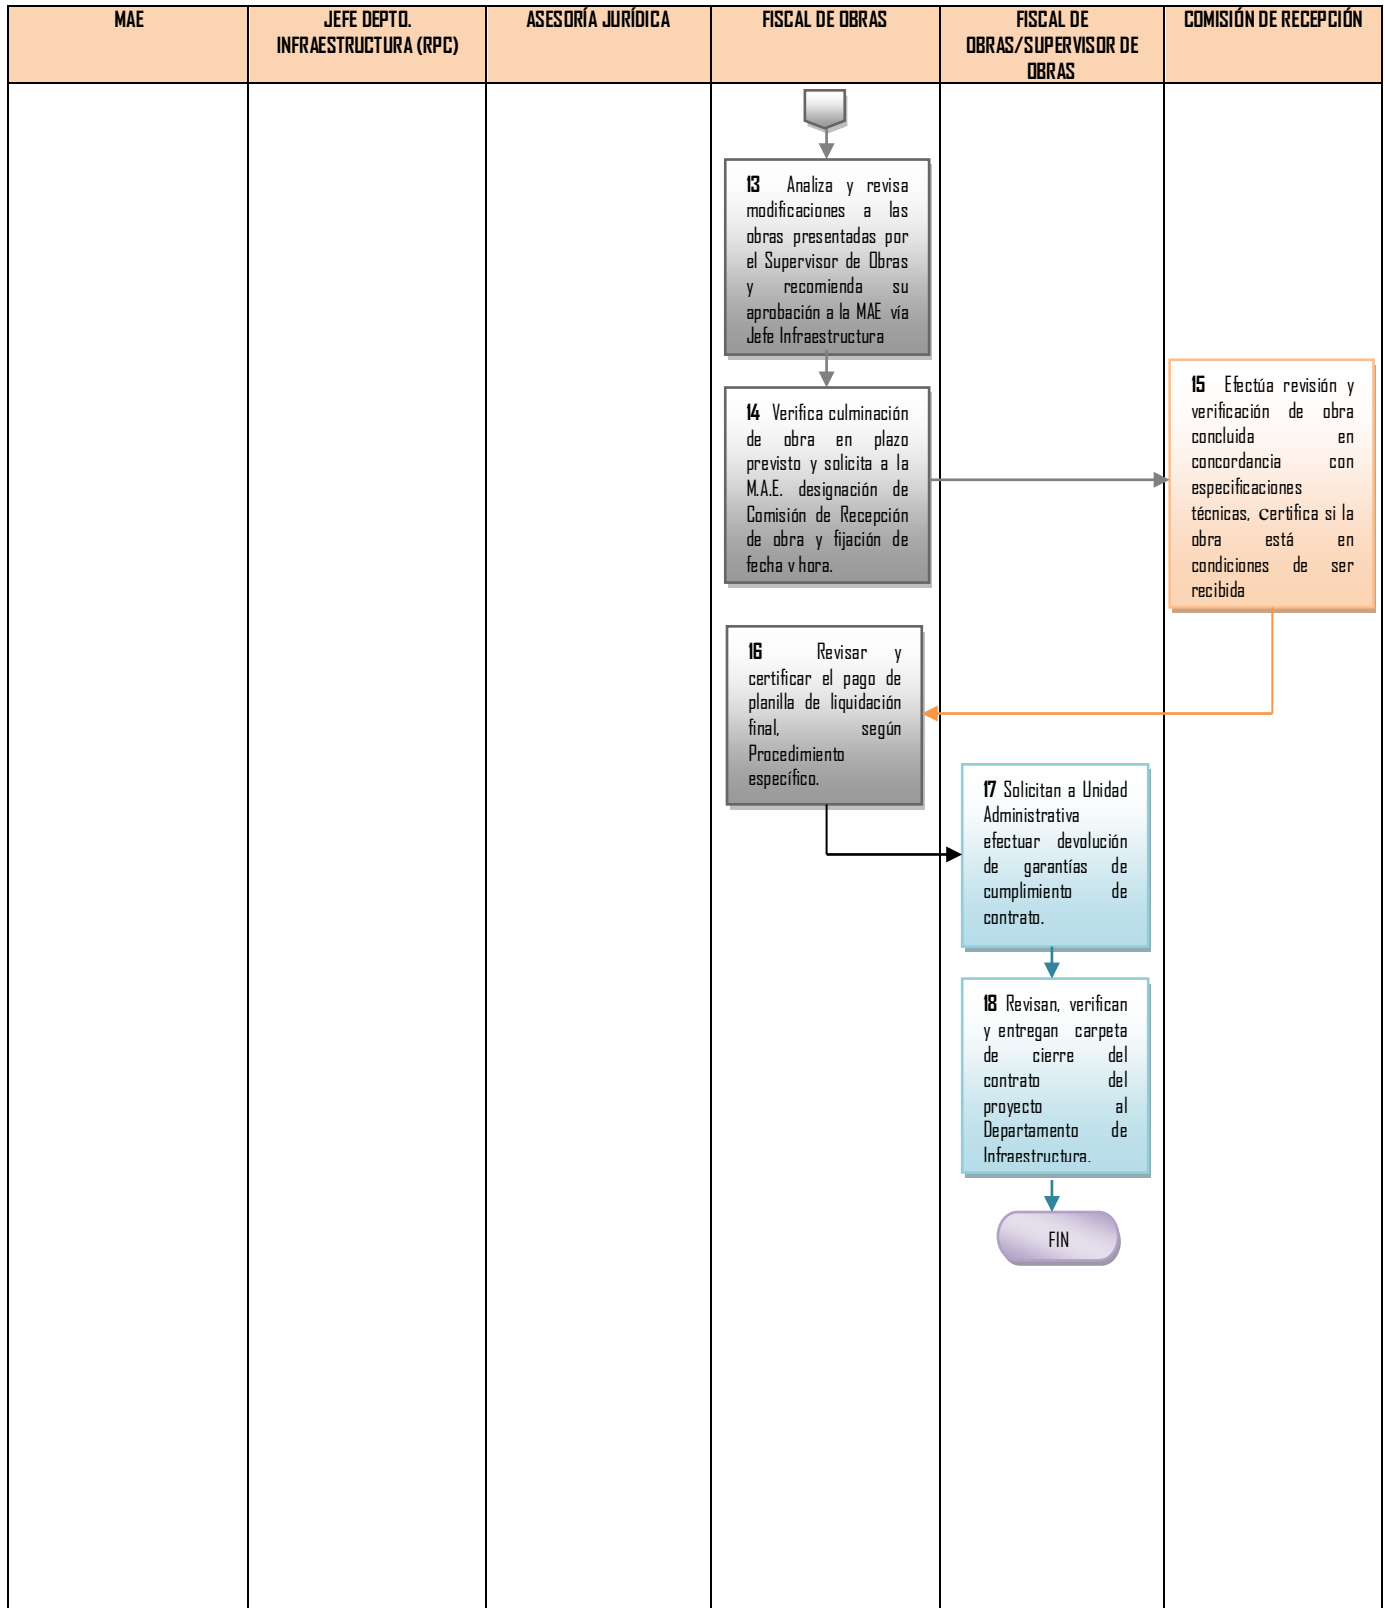 MAE
JEFE DEPTO.
INFRAESTRUCTURA (RPC)
ASESORÍA JURÍDICA
FISCAL DE OBRAS
FISCAL DE
OBRAS/SUPERVISOR DE
OBRAS
COMISIÓN DE RECEPCIÓN
13 Analiza y revisa
modificaciones a las
obras presentadas por
el Supervisor de Obras
y recomienda su
aprobación a la MAE vía
Jefe Infraestructura
14 Verifica culminación
de obra en plazo
previsto y solicita a la
M.A.E. designación de
Comisión de Recepción
de obra y fijación de
fecha y hora.
15 Efectúa revisión y
verificación de obra
concluida en
concordancia con
especificaciones
técnicas, Certifica si la
obra está en
condiciones de ser
recibida
16 Revisar y
certificar el pago de
planilla de liquidación
final, según
Procedimiento
específico.
17 Solicitan a Unidad
Administrativa
efectuar devolución
de garantías de
cumplimiento de
contrato.
18 Revisan, verifican
y entregan carpeta
de cierre del
contrato del
proyecto al
Departamento de
Infraestructura.
FIN